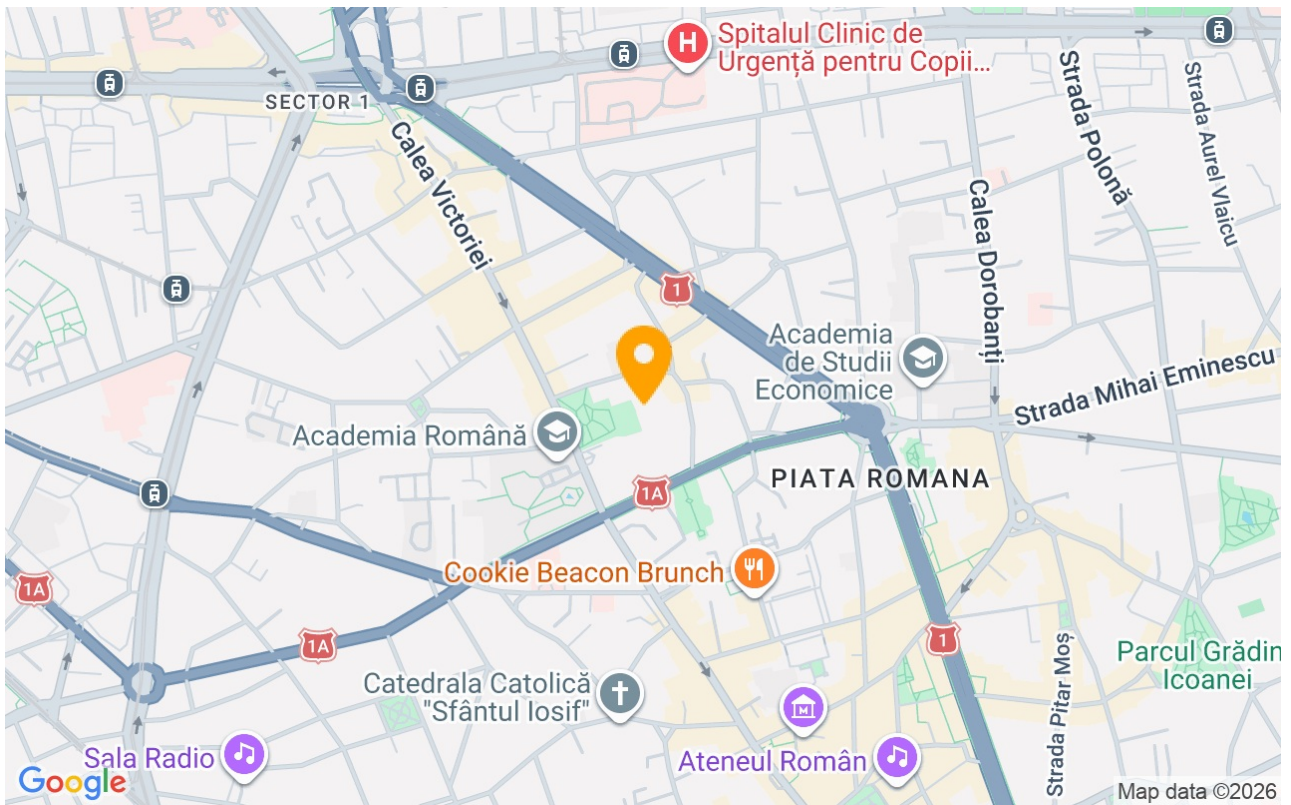 Spitalul Clinic de
Urgență pentru Copii...
H
SECTOR 1
Calea Victoriei
Strada Polonă
Strada Aurel Vlaicu
Calea Dorobanți
1
Academia
de Studii
Economice
Strada Mihai Eminescu
Academia Română
1A
PIATA ROMANA
Cookie Beacon Brunch
1A
1A
1
Parcul Grădin
Icoanei
Strada Pitar Moș
Catedrala Catolică
"Sfântul Iosif"
M
Sala Radio
Ateneul Român
Google
Map data ©2026